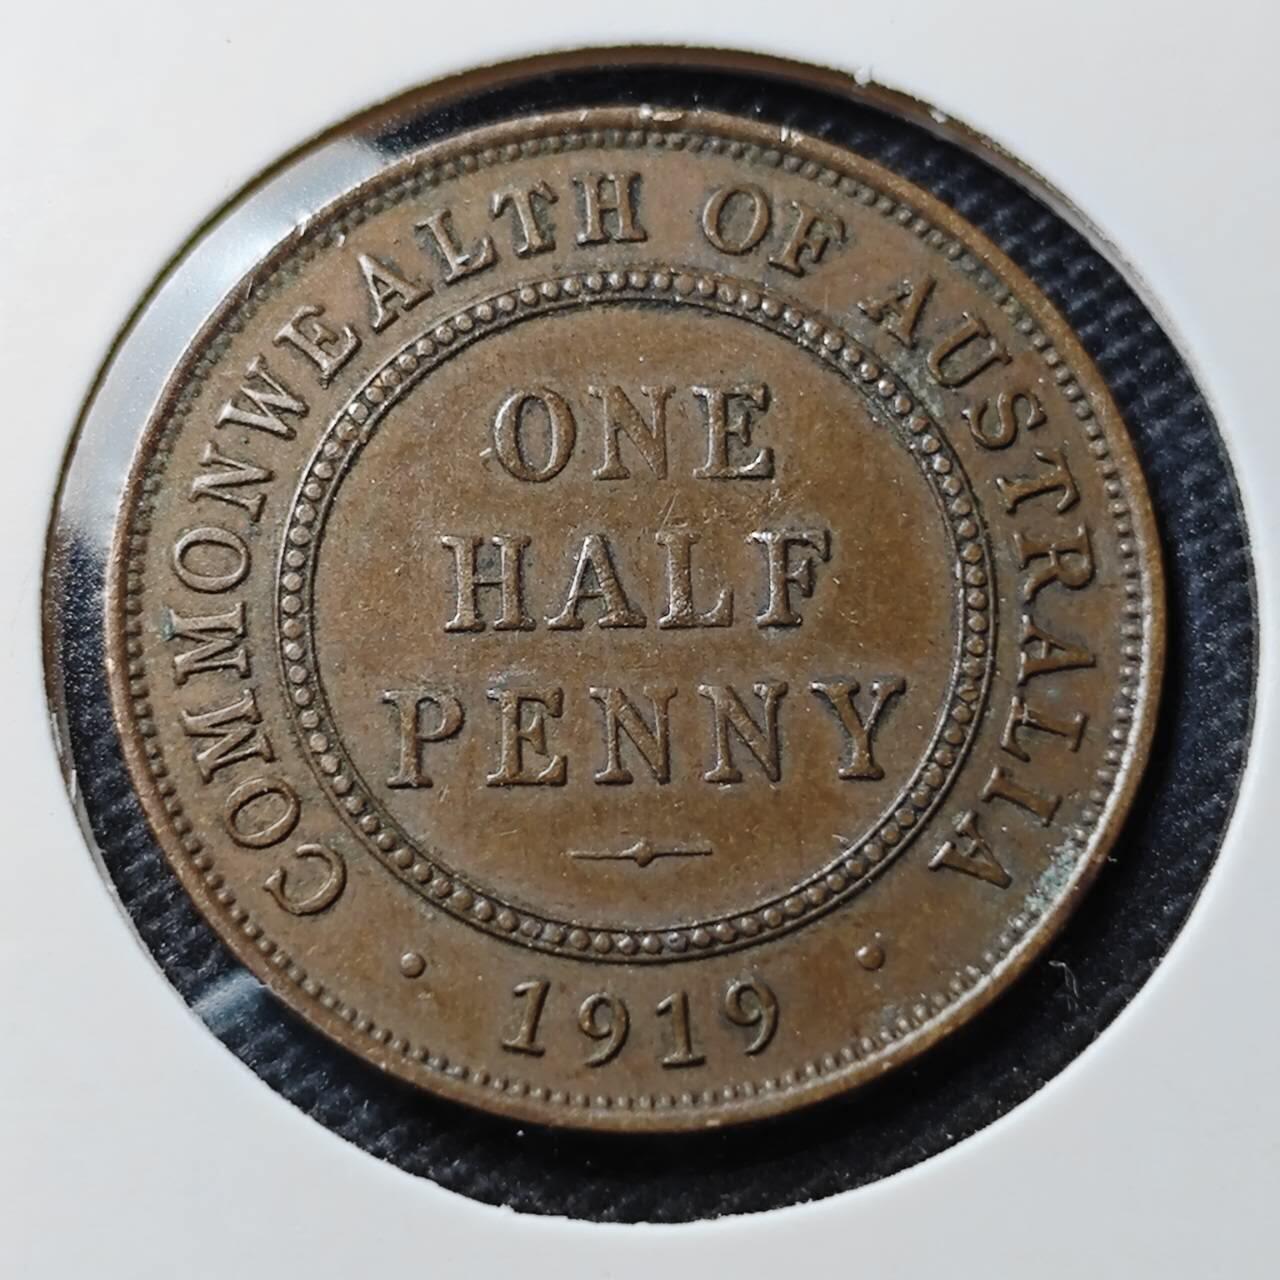 COMMONWEALTH OF AUSTRALIA
ONE
HALF
PENNY
· 1919 ·